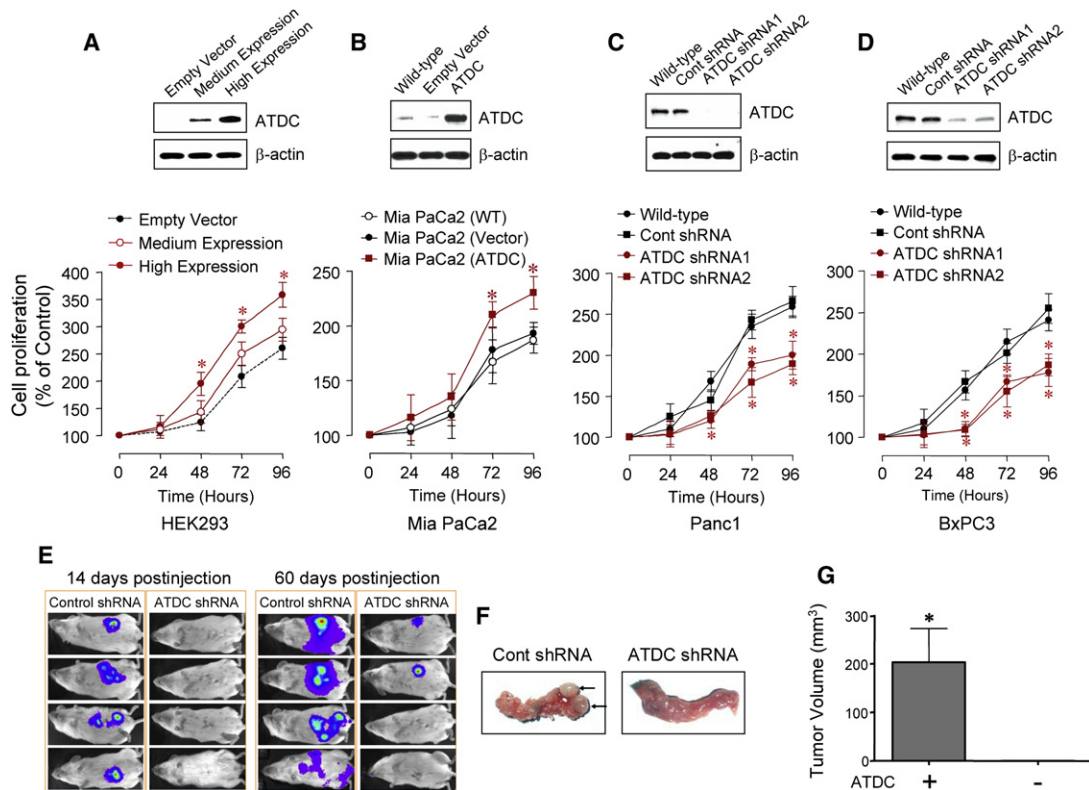 A
Empty Vector
Medium Expression
High Expression
ATDC
β-actin
Empty Vector
Medium Expression
High Expression
Cell proliferation
(% of Control)
400
350
300
250
200
150
100
*
*
*
0 24 48 72 96
Time (Hours)
HEK293
B
Wild-type
Empty Vector
ATDC
ATDC
β-actin
Mia PaCa2 (WT)
Mia PaCa2 (Vector)
Mia PaCa2 (ATDC)
250
200
150
100
*
*
0 24 48 72 96
Time (Hours)
Mia PaCa2
C
Wild-type
Cont shRNA
ATDC shRNA1
ATDC shRNA2
ATDC
β-actin
Wild-type
Cont shRNA
ATDC shRNA1
ATDC shRNA2
300
250
200
150
100
*
*
*
*
*
0 24 48 72 96
Time (Hours)
Panc1
D
Wild-type
Cont shRNA
ATDC shRNA1
ATDC shRNA2
ATDC
β-actin
Wild-type
Cont shRNA
ATDC shRNA1
ATDC shRNA2
300
250
200
150
100
*
*
*
*
*
*
0 24 48 72 96
Time (Hours)
BxPC3
E
14 days postinjection
60 days postinjection
Control shRNA
ATDC shRNA
Control shRNA
ATDC shRNA
F
Cont shRNA
ATDC shRNA
G
Tumor Volume (mm³)
300
200
100
0
*
ATDC + -